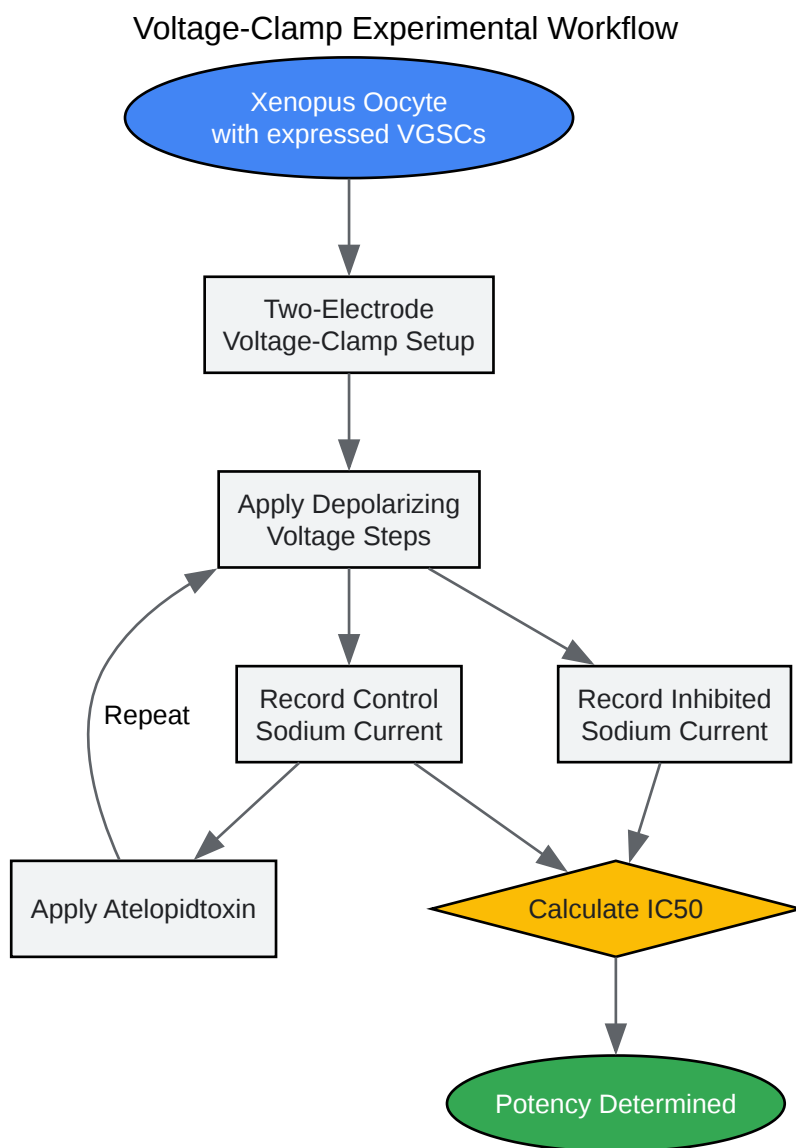 Voltage-Clamp Experimental Workflow
Xenopus Oocyte
with expressed VGSCs
Two-Electrode
Voltage-Clamp Setup
Apply Depolarizing
Voltage Steps
Repeat
Record Control
Sodium Current
Record Inhibited
Sodium Current
Apply Atelopidtoxin
Calculate IC50
Potency Determined